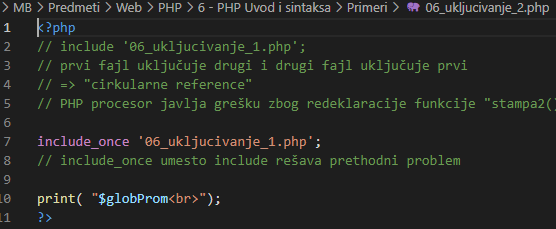 > MB > Predmeti > Web > PHP > 6 - PHP Uvod i sintaksa > Primeri > 06_ukljucivanje_2.php
1 <?php
2 // include '06_ukljucivanje_1.php';
3 // prvi fajl uključuje drugi i drugi fajl uključuje prvi
4 // => "cirkularne reference"
5 // PHP procesor javlja grešku zbog redeklaracije funkcije "stampa2()
6
7 include_once '06_ukljucivanje_1.php';
8 // include_once umesto include rešava prethodni problem
9
10 print( "$globProm<br>");
11 ?>